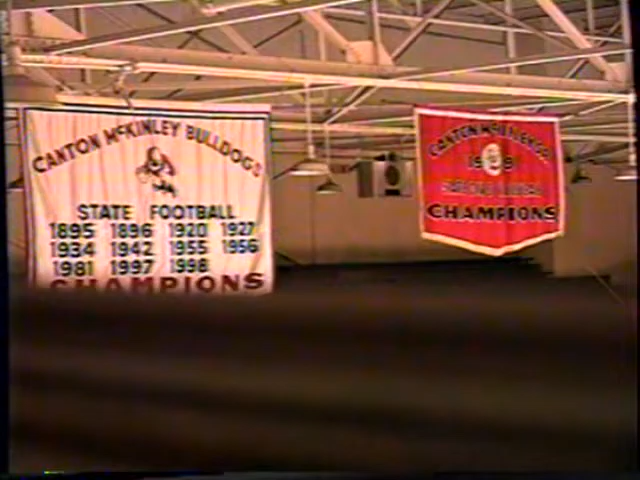 CANTON McKINLEY BULLDOGS
STATE FOOTBALL
1895 1896 1920 1927
1934 1942 1955 1956
1981 1997 1998
CHAMPIONS
CANTON
CHAMPIONS